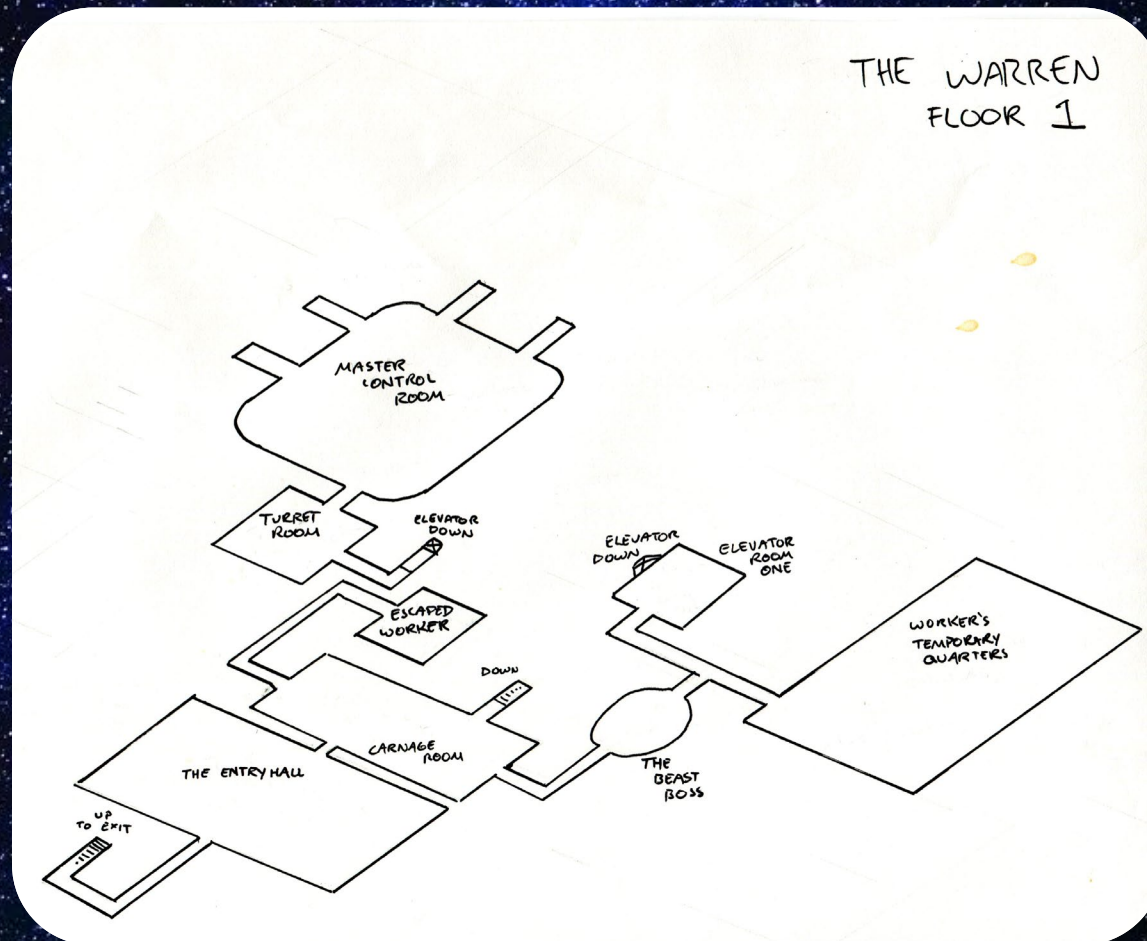 THE WARREN
FLOOR 1
MASTER
CONTROL
ROOM
TURRET
ROOM
ELEVATOR
DOWN
ELEVATOR
DOWN
ELEVATOR
ROOM
ONE
ESCAPED
WORKER
WORKER'S
TEMPORARY
QUARTERS
DOWN
CARNAGE
ROOM
THE ENTRY HALL
THE
BEAST
BOSS
UP
TO EXIT